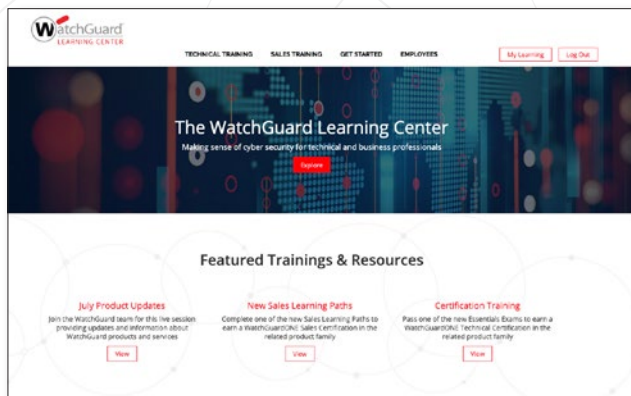 WatchGuard
LEARNING CENTER
TECHNICAL TRAINING SALES TRAINING GET STARTED EMPLOYEES My Learning Log Out
The WatchGuard Learning Center
Making sense of cyber security for technical and business professionals
Explore
Featured Trainings & Resources
July Product Updates
Join the WatchGuard team for this live session
providing updates and information about
WatchGuard products and services
View
New Sales Learning Paths
Complete one of the new Sales Learning Paths to
earn a WatchGuardONE Sales Certification in the
related product family
View
Certification Training
Pass one of the new Essentials Exams to earn a
WatchGuardONE Technical Certification in the
related product family
View